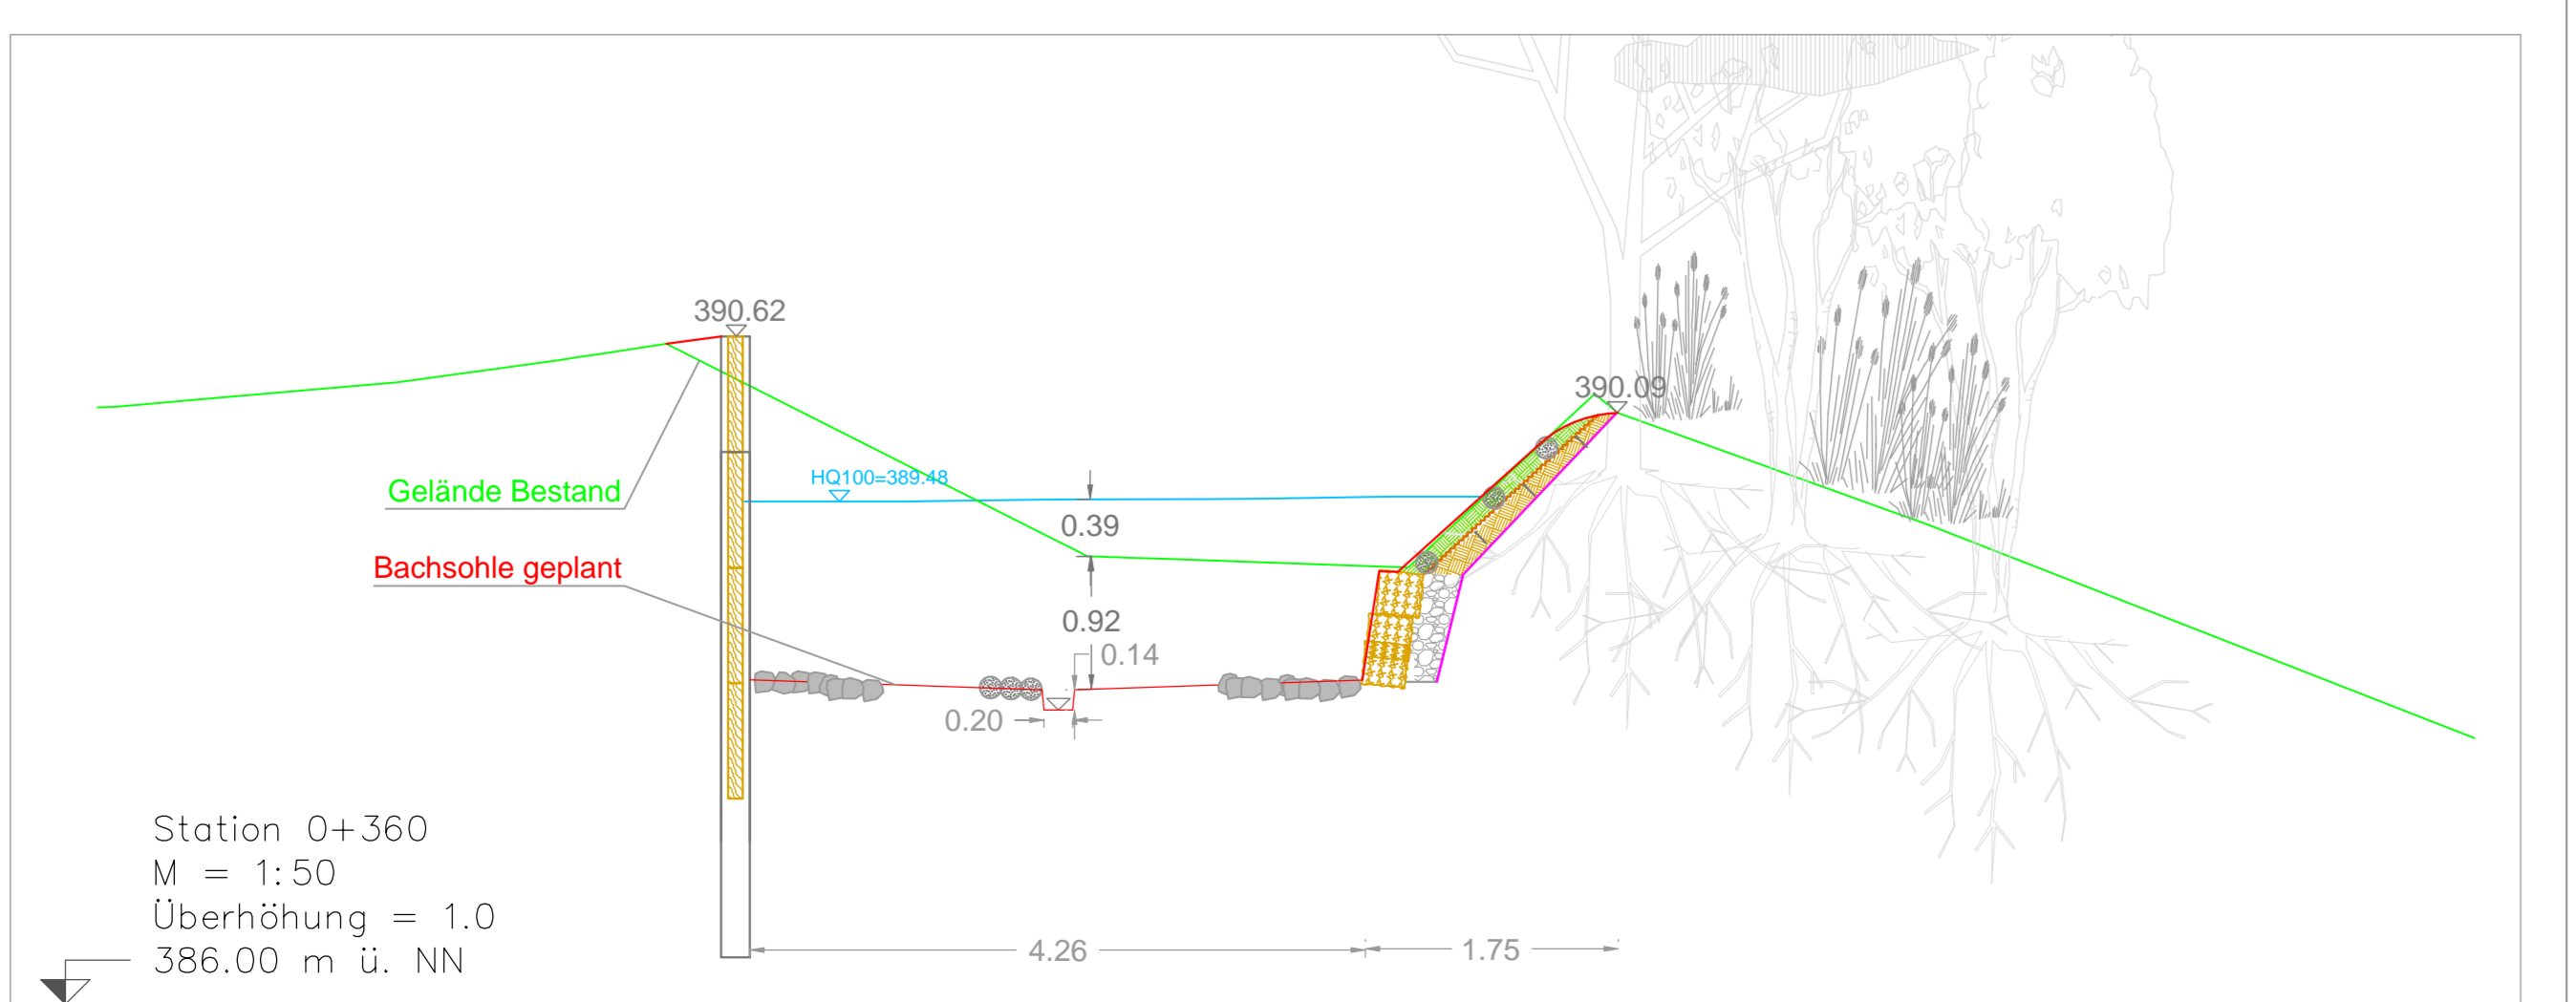 390.62
390.09
HQ100=389.48
Gelände Bestand
0.39
Bachsohle geplant
0.92
0.14
0.20
Station 0+360
M = 1:50
Überhöhung = 1.0
386.00 m ü. NN
4.26
1.75